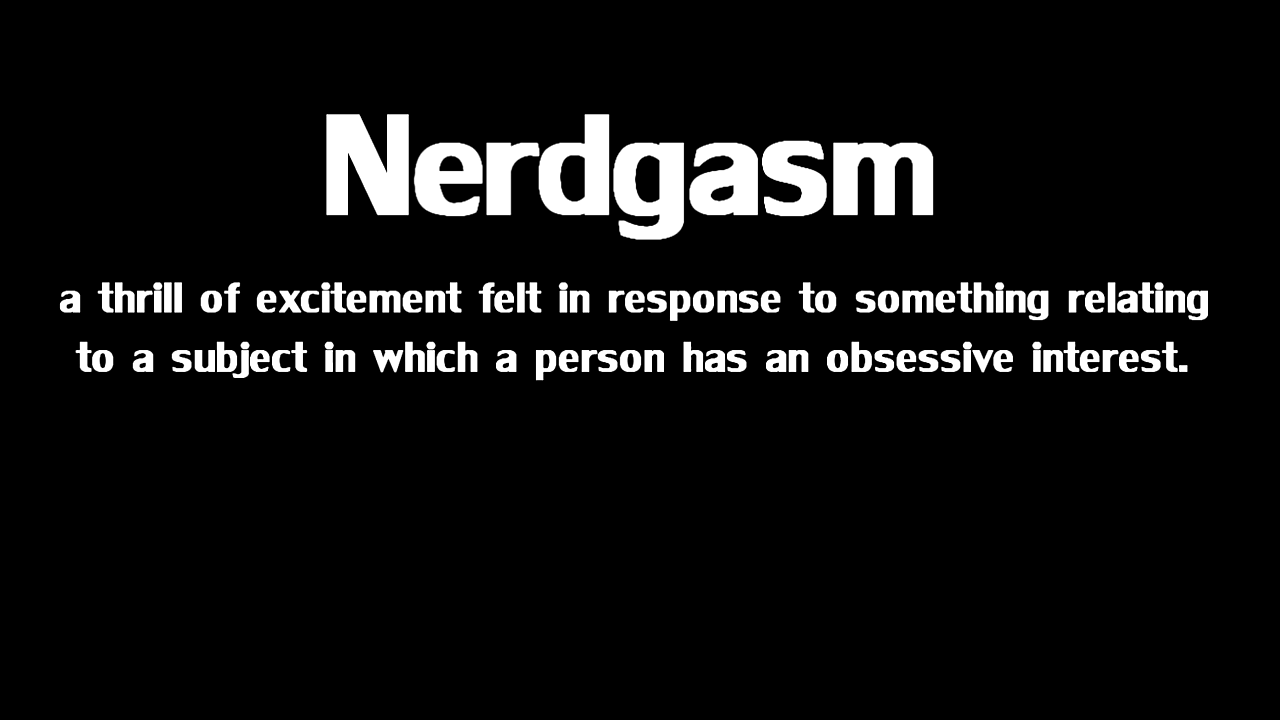 Nerdgasm
a thrill of excitement felt in response to something relating
to a subject in which a person has an obsessive interest.